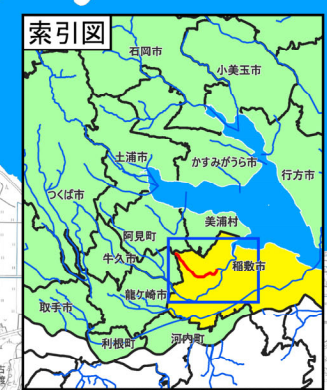 索引図
石岡市
小美玉市
土浦市
かすみがうら市
行方市
つくば市
美浦村
阿見町
牛久市
稲敷市
龍ケ崎市
取手市
利根町
河内町